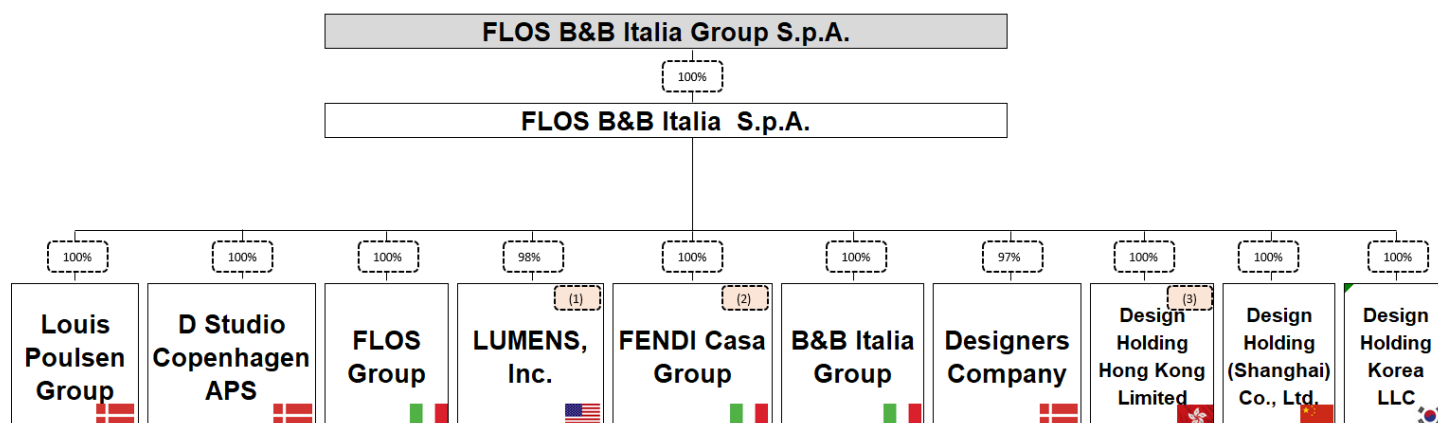 FLOS B&B Italia Group S.p.A.
100%
FLOS B&B Italia S.p.A.
100%
100%
100%
98%
100%
100%
97%
100%
100%
100%
Louis
Poulsen
Group
D Studio
Copenhagen
APS
FLOS
Group
(1)
LUMENS,
Inc.
(2)
FENDI Casa
Group
B&B Italia
Group
Designers
Company
(3)
Design
Holding
Hong Kong
Limited
Design
Holding
(Shanghai)
Co., Ltd.
Design
Holding
Korea
LLC